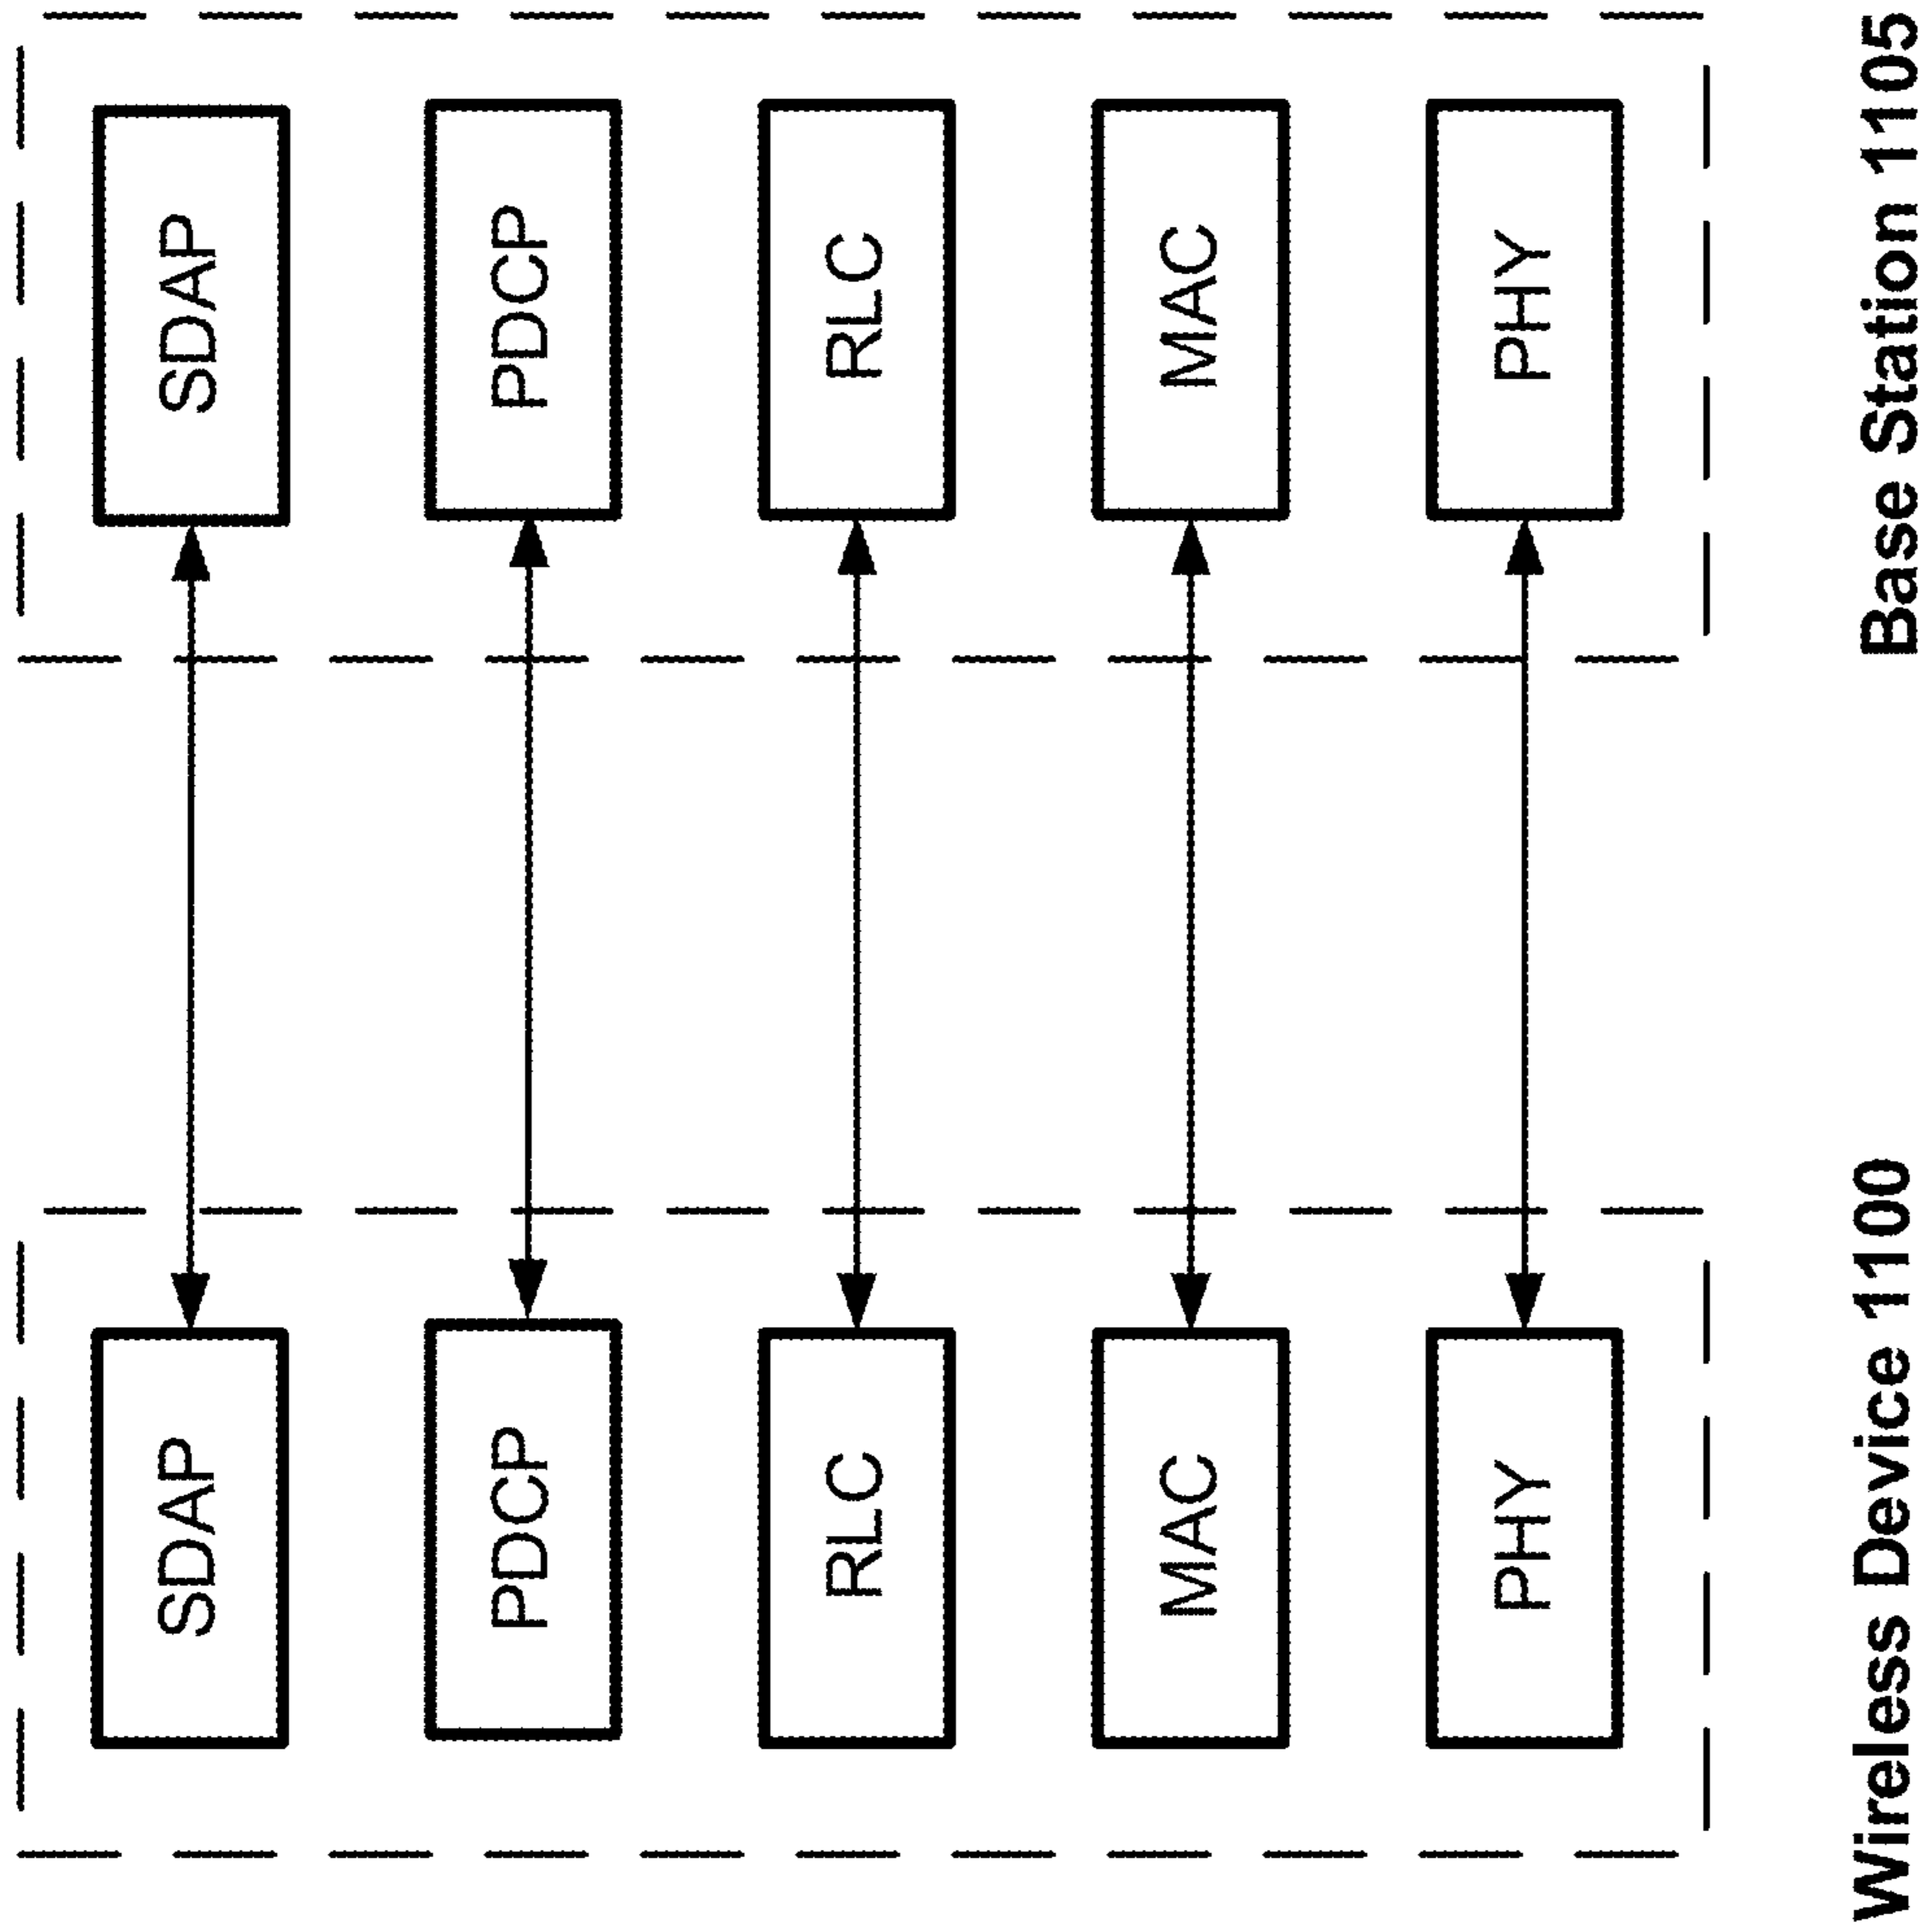 SDAP
SDAP
PDCP
PDCP
RLC
RLC
MAC
MAC
PHY
PHY
Wireless Device 1100
Base Station 1105